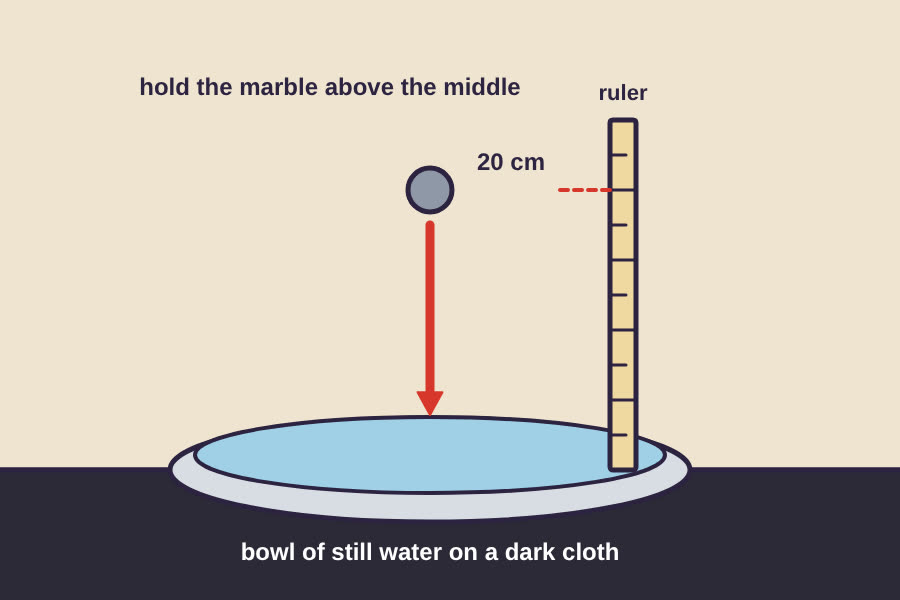 hold the marble above the middle
ruler
20 cm
bowl of still water on a dark cloth